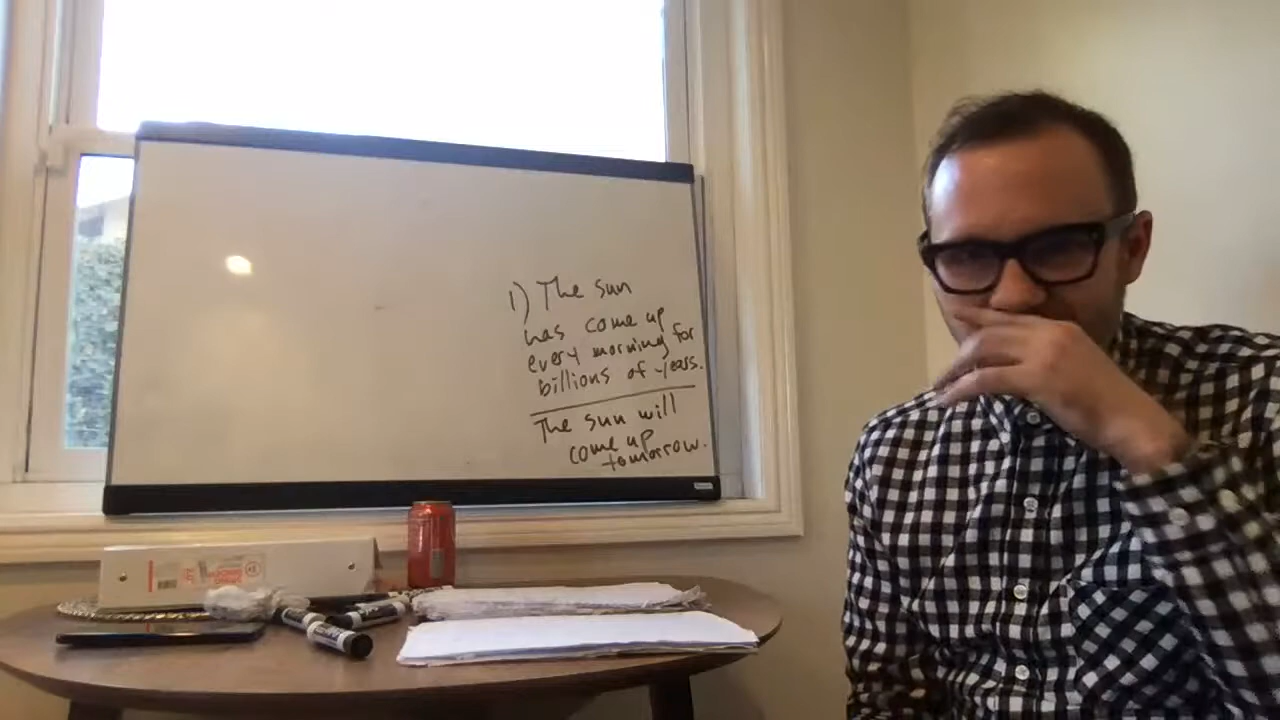 1) The sun
has come up
every morning for
billions of years.
The sun will
come up
tomorrow.